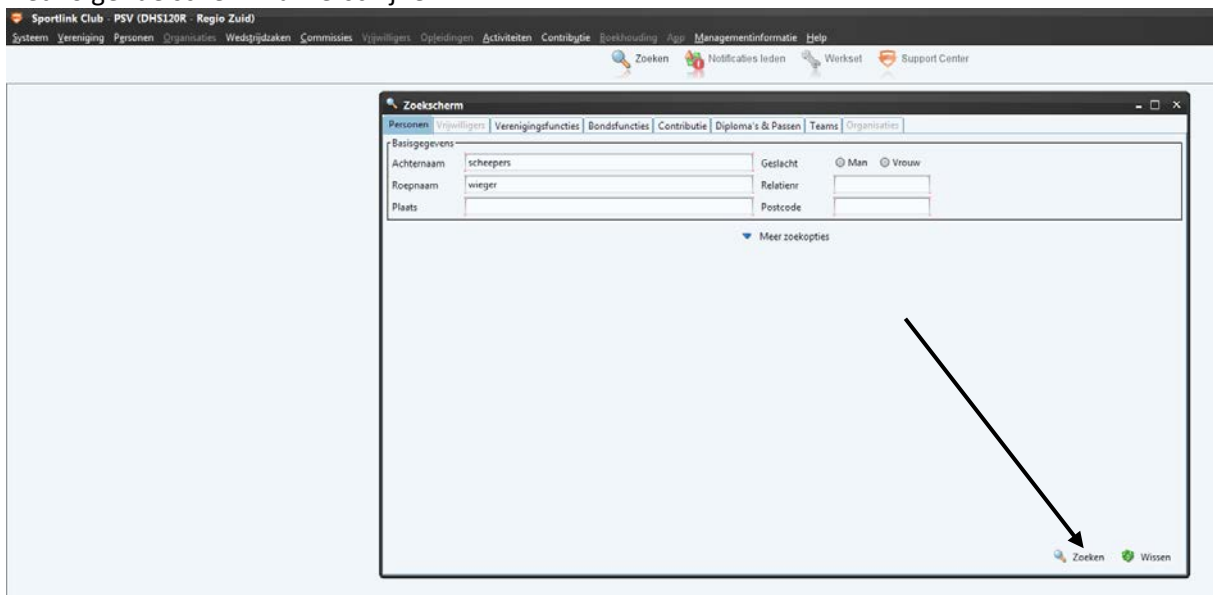 Sportlink Club - PSV (DHS120R - Regio Zuid)
Systeem Vereniging Personen Organisaties Wedstrijdzaken Commissies Vrijwilligers Opleidingen Activiteiten Contributie Boekhouding App Managementinformatie Help
Zoeken Notificaties leden Werkset Support Center
Zoekscherm
Personen Vrijwilligers Verenigingsfuncties Bondsfuncties Contributie Diploma's & Passen Teams Organisaties
Basisgegevens
Achternaam scheepers Geslacht Man Vrouw
Roepnaam wieger Relatienr
Plaats Postcode
Meer zoekopties
Zoeken Wissen